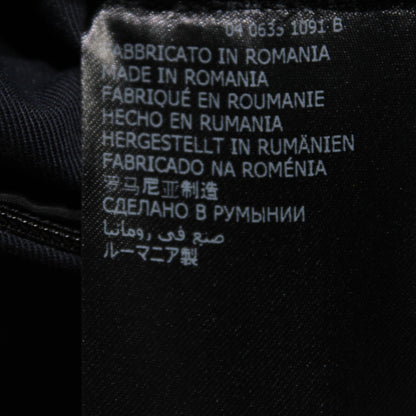 04 0635 1091 B
FABBRICATO IN ROMANIA
MADE IN ROMANIA
FABRIQUÉ EN ROUMANIE
HECHO EN RUMANIA
HERGESTELLT IN RUMÄNIEN
FABRICADO NA ROMÉNIA
罗马尼亚制造
СДЕЛАНО В РУМЫНИИ
صنع في رومانيا
ルーマニア製